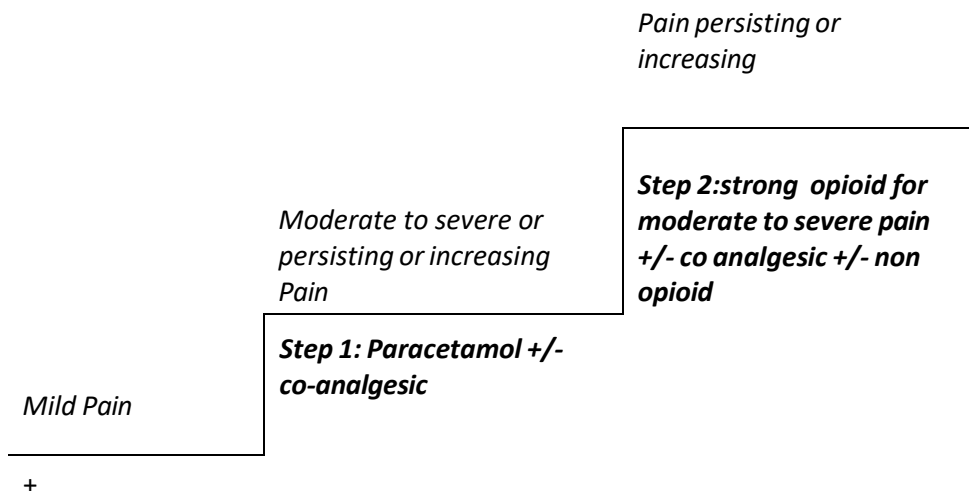 Pain persisting or
increasing
Step 2:strong opioid for
moderate to severe pain
+/- co analgesic +/- non
opioid
Moderate to severe or
persisting or increasing
Pain
Step 1: Paracetamol +/-
co-analgesic
Mild Pain
+